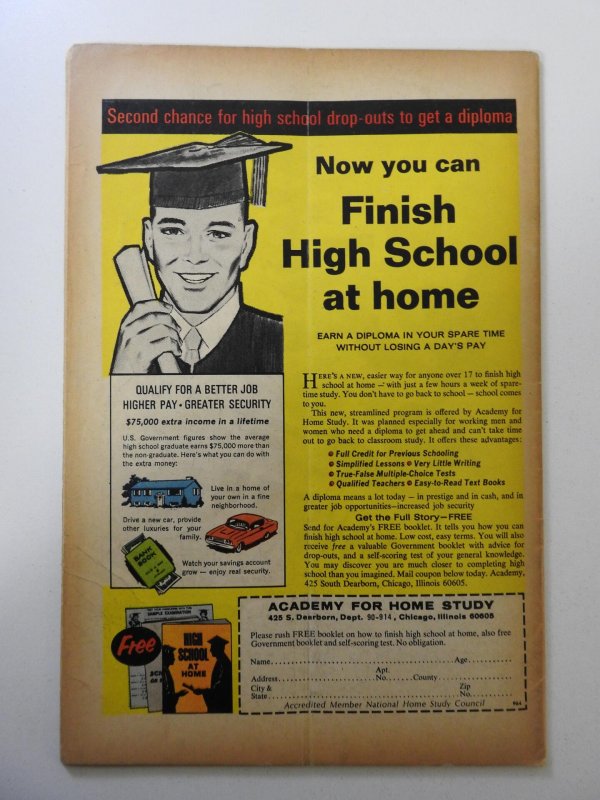 Second chance for high school drop-outs to get a diploma
Now you can
Finish
High School
at home
EARN A DIPLOMA IN YOUR SPARE TIME
WITHOUT LOSING A DAY'S PAY
HERE'S A NEW, easier way for anyone over 17 to finish high
school at home – with just a few hours a week of spare-
time study. You don't have to go back to school – school comes
to you.
This new, streamlined program is offered by Academy for
Home Study. It was planned especially for working men and
women who need a diploma to get ahead and can't take time
out to go back to classroom study. It offers these advantages:
• Full Credit for Previous Schooling
• Simplified Lessons • Very Little Writing
• True-False Multiple-Choice Tests
• Qualified Teachers • Easy-to-Read Text Books
A diploma means a lot today – in prestige and in cash, and in
greater job opportunities–increased job security
Get the Full Story–FREE
Send for Academy's FREE booklet. It tells you how you can
finish high school at home. Low cost, easy terms. You will also
receive free a valuable Government booklet with advice for
drop-outs, and a self-scoring test of your general knowledge.
You may discover you are much closer to completing high
school than you imagined. Mail coupon below today. Academy,
425 South Dearborn, Chicago, Illinois 60605.
QUALIFY FOR A BETTER JOB
HIGHER PAY • GREATER SECURITY
$75,000 extra income in a lifetime
U.S. Government figures show the average
high school graduate earns $75,000 more than
the non-graduate. Here's what you can do with
the extra money:
Live in a home of
your own in a fine
neighborhood.
Drive a new car, provide
other luxuries for your
family.
BANK
BOOK
Watch your savings account
grow – enjoy real security.
SAMPLE EXAMINATION
Free
HIGH
SCHOOL
AT
HOME
ACADEMY FOR HOME STUDY
425 S. Dearborn, Dept. 90-914, Chicago, Illinois 60605
Please rush FREE booklet on how to finish high school at home, also free
Government booklet and self-scoring test. No obligation.
Name Age
Apt.
Address No. County
City & Zip
State No.
Accredited Member National Home Study Council